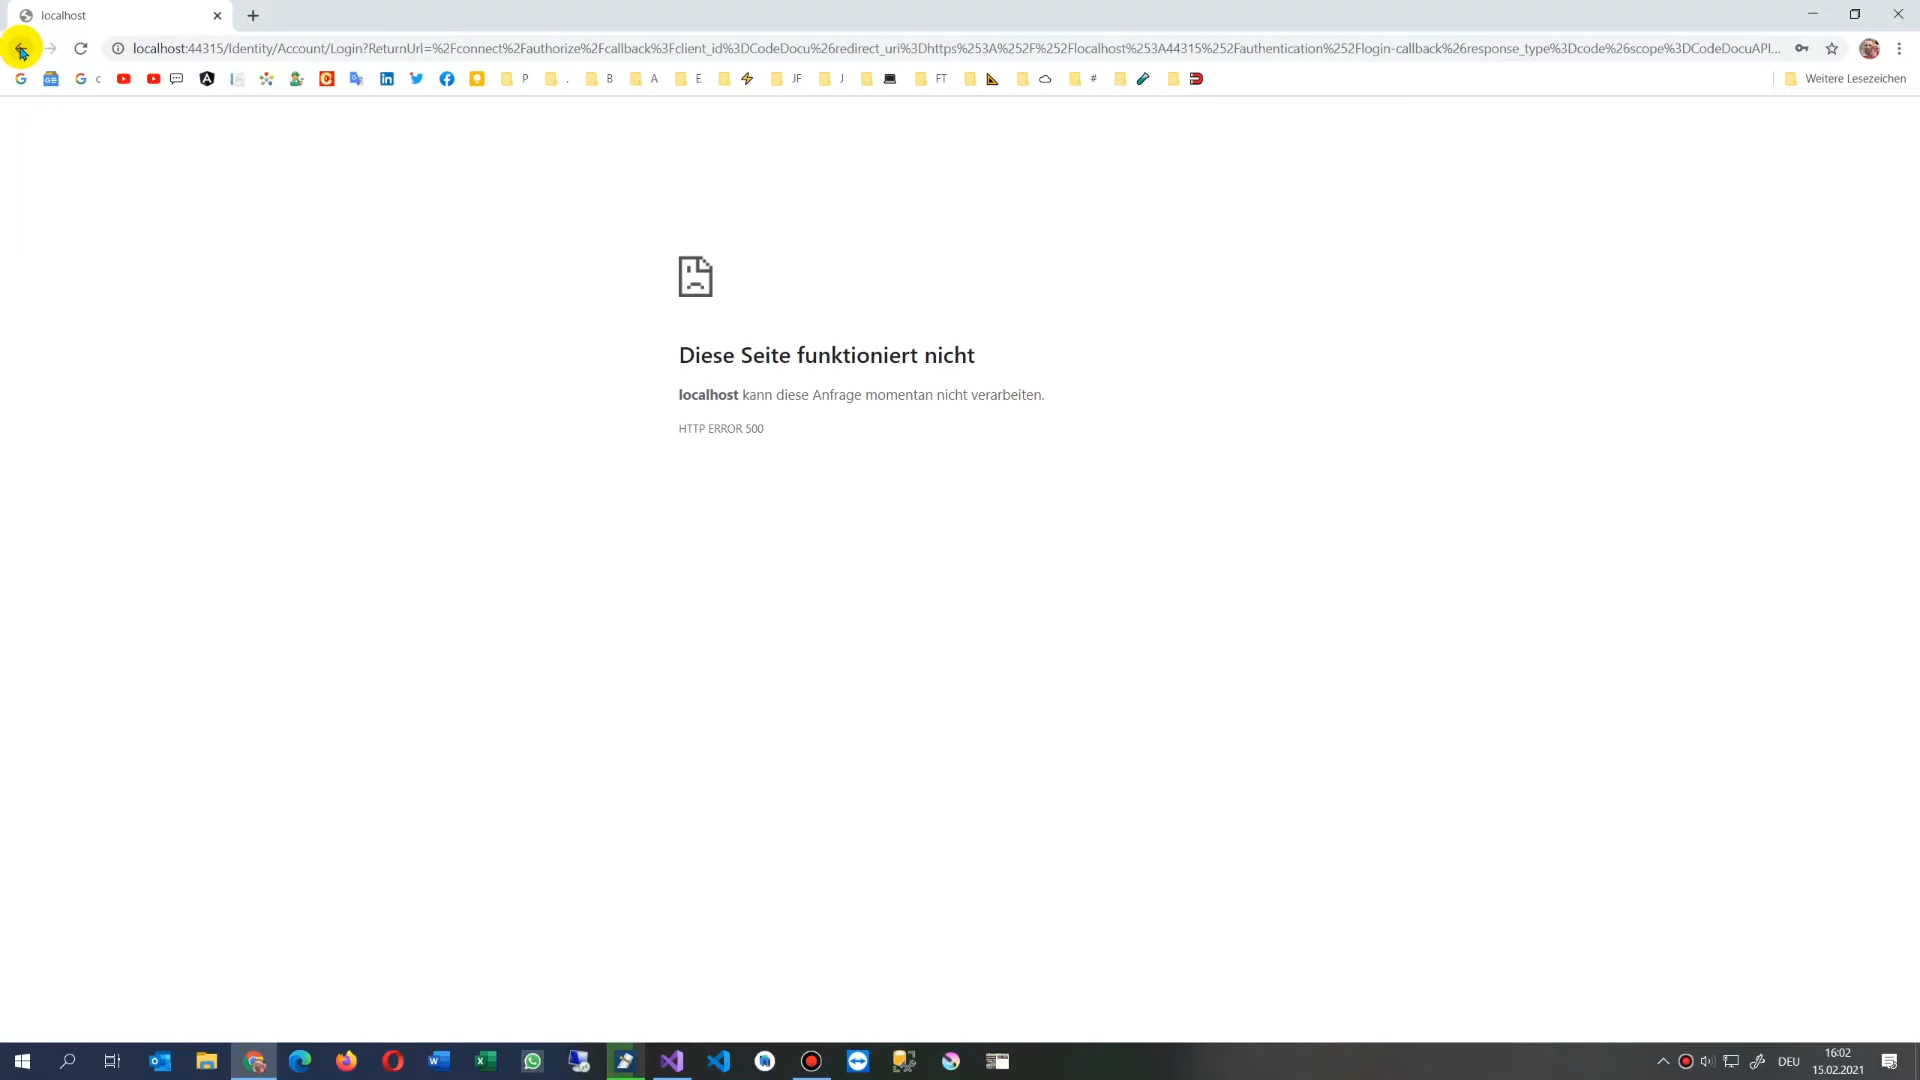 localhost
localhost:44315/Identity/Account/Login?ReturnUrl=%2Fconnect%2Fauthorize%2Fcallback%3Fclient_id%3DCodeDocu%26redirect_uri%3Dhttps%253A%252F%252Flocalhost%253A44315%252Fauthentication%252Flogin-callback%26response_type%3Dcode%26scope%3DCodeDocuAPI...
c P . B A E JF J FT # Weitere Lesezeichen
Diese Seite funktioniert nicht
localhost kann diese Anfrage momentan nicht verarbeiten.
HTTP ERROR 500
DEU
16:02
15.02.2021